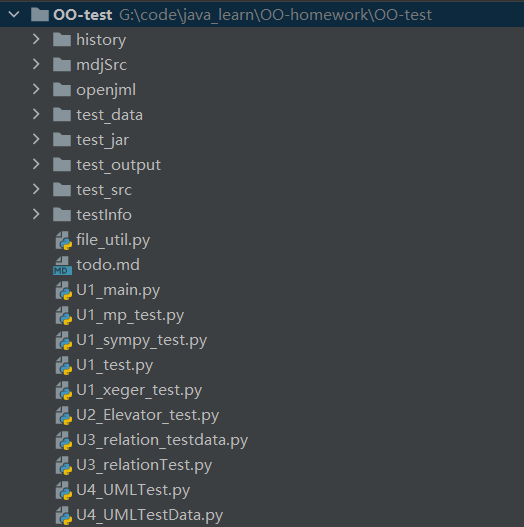 OO-test G:\code\java_learn\OO-homework\OO-test
history
mdjSrc
openjml
test_data
test_jar
test_output
test_src
testInfo
file_util.py
MD todo.md
U1_main.py
U1_mp_test.py
U1_sympy_test.py
U1_test.py
U1_xeger_test.py
U2_Elevator_test.py
U3_relation_testdata.py
U3_relationTest.py
U4_UMLTest.py
U4_UMLTestData.py